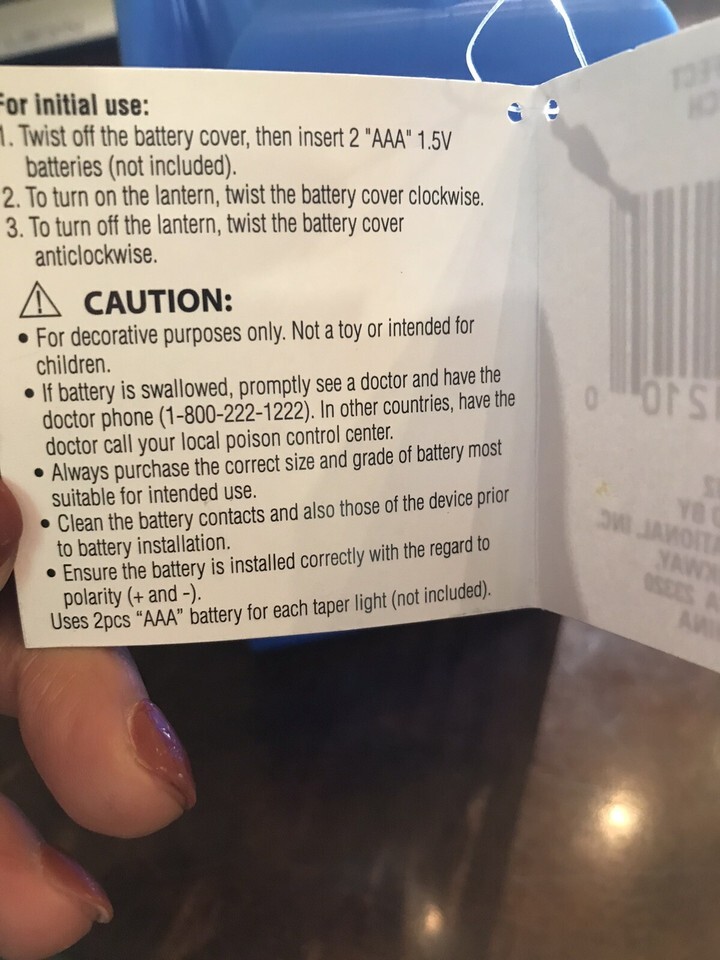 For initial use:
1. Twist off the battery cover, then insert 2 "AAA" 1.5V
batteries (not included).
2. To turn on the lantern, twist the battery cover clockwise.
3. To turn off the lantern, twist the battery cover
anticlockwise.
CAUTION:
• For decorative purposes only. Not a toy or intended for
children.
• If battery is swallowed, promptly see a doctor and have the
doctor phone (1-800-222-1222). In other countries, have the
doctor call your local poison control center.
• Always purchase the correct size and grade of battery most
suitable for intended use.
• Clean the battery contacts and also those of the device prior
to battery installation.
• Ensure the battery is installed correctly with the regard to
polarity (+ and -).
Uses 2pcs “AAA” battery for each taper light (not included).